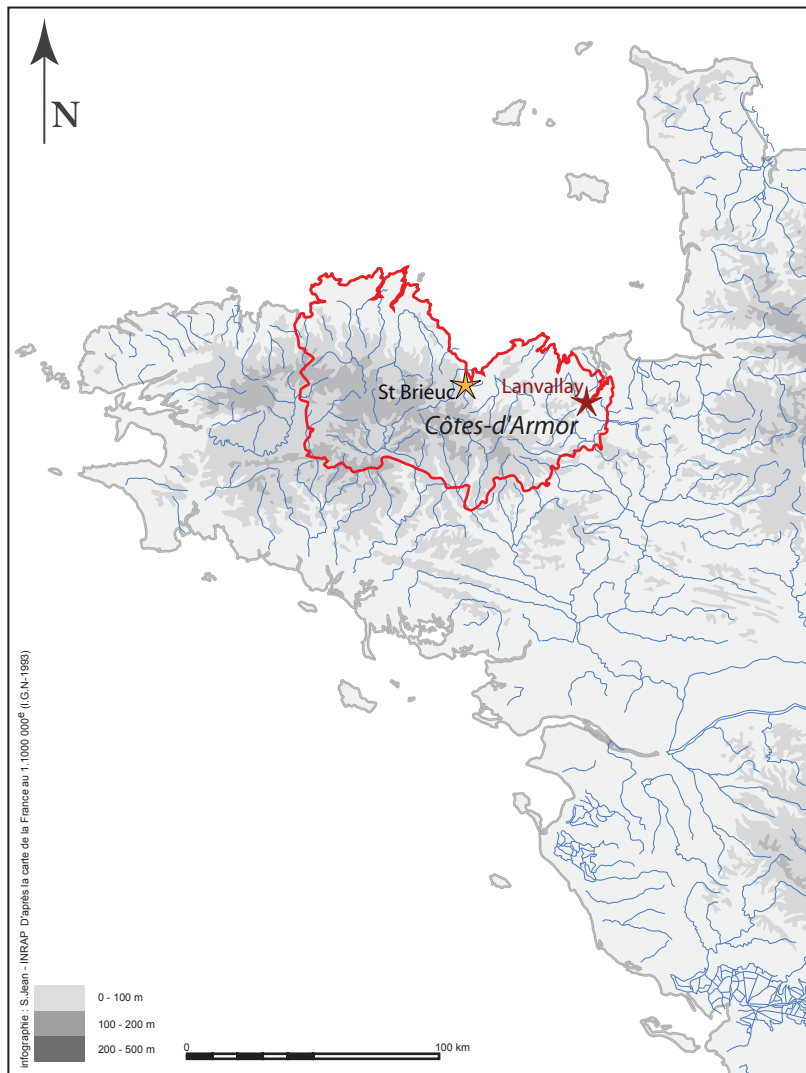 N
St Brieuc
Lanvallay
Côtes-d'Armor
infographie : S.Jean - INRAP D'après la carte de la France au 1.1000 000e (I.G.N-1993)
0 - 100 m
100 - 200 m
200 - 500 m
0
100 km